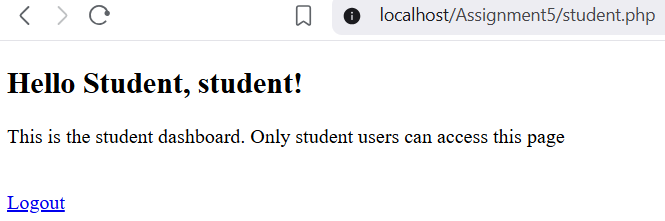 localhost/Assignment5/student.php
Hello Student, student!
This is the student dashboard. Only student users can access this page
Logout